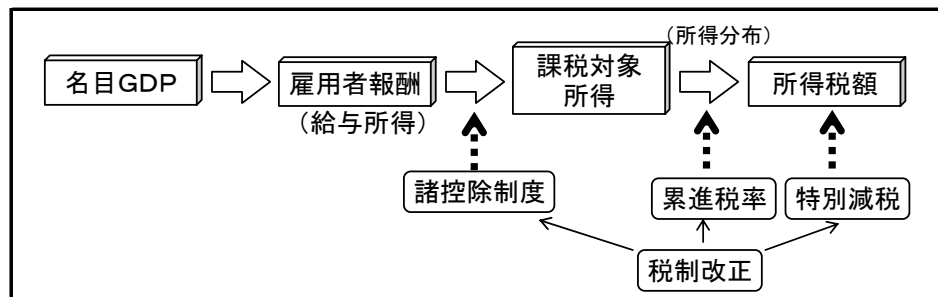 (所得分布)
名目GDP
雇用者報酬
(給与所得)
課税対象
所得
所得税額
諸控除制度
累進税率
特別減税
税制改正